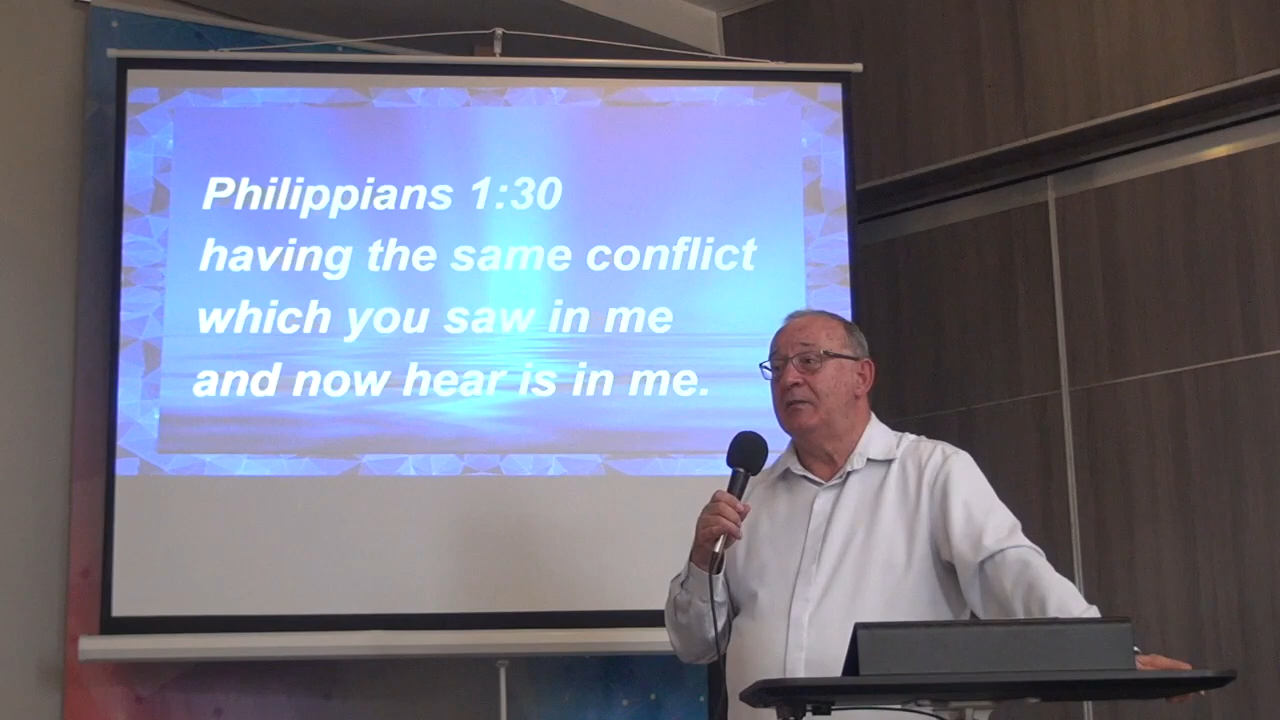 Philippians 1:30
having the same conflict
which you saw in me
and now hear is in me.